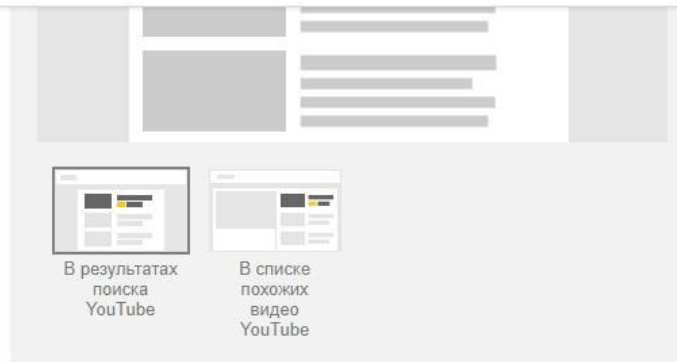 В результатах
поиска
YouTube
В списке
похожих
видео
YouTube